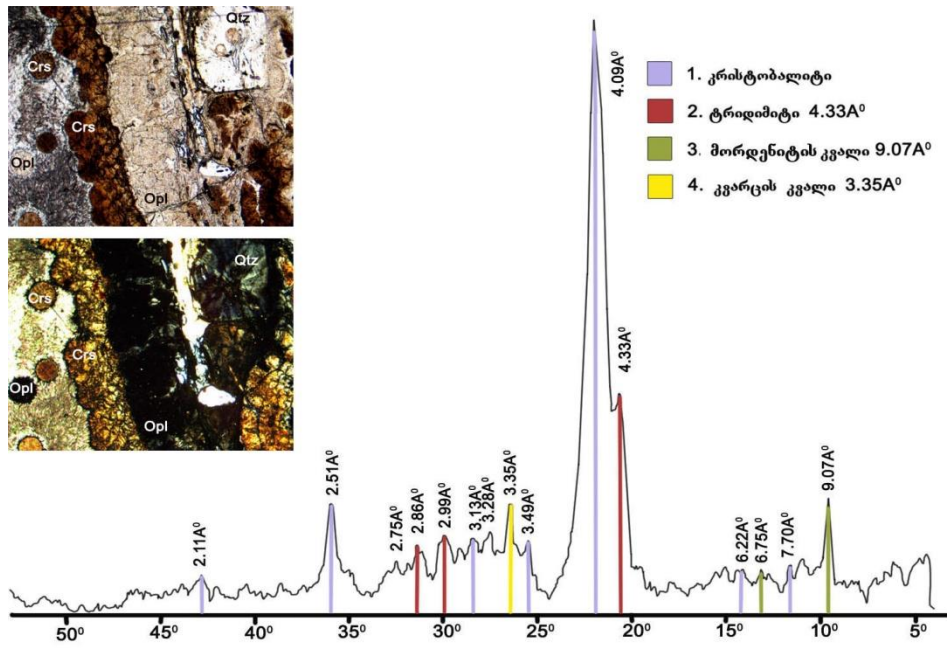 Qtz
Crs
Crs
Opl
Opl
Qtz
Crs
Crs
Opl
Opl
1. კრისტობალიტი
2. ტრიდიმიტი 4.33A⁰
3. მორდენიტის კვალი 9.07A⁰
4. კვარცის კვალი 3.35A⁰
2.11A⁰
2.51A⁰
2.75A⁰
2.86A⁰
2.99A⁰
3.13A⁰
3.28A⁰
3.35A⁰
3.49A⁰
4.09A⁰
4.33A⁰
6.22A⁰
6.75A⁰
7.70A⁰
9.07A⁰
50⁰ 45⁰ 40⁰ 35⁰ 30⁰ 25⁰ 20⁰ 15⁰ 10⁰ 5⁰